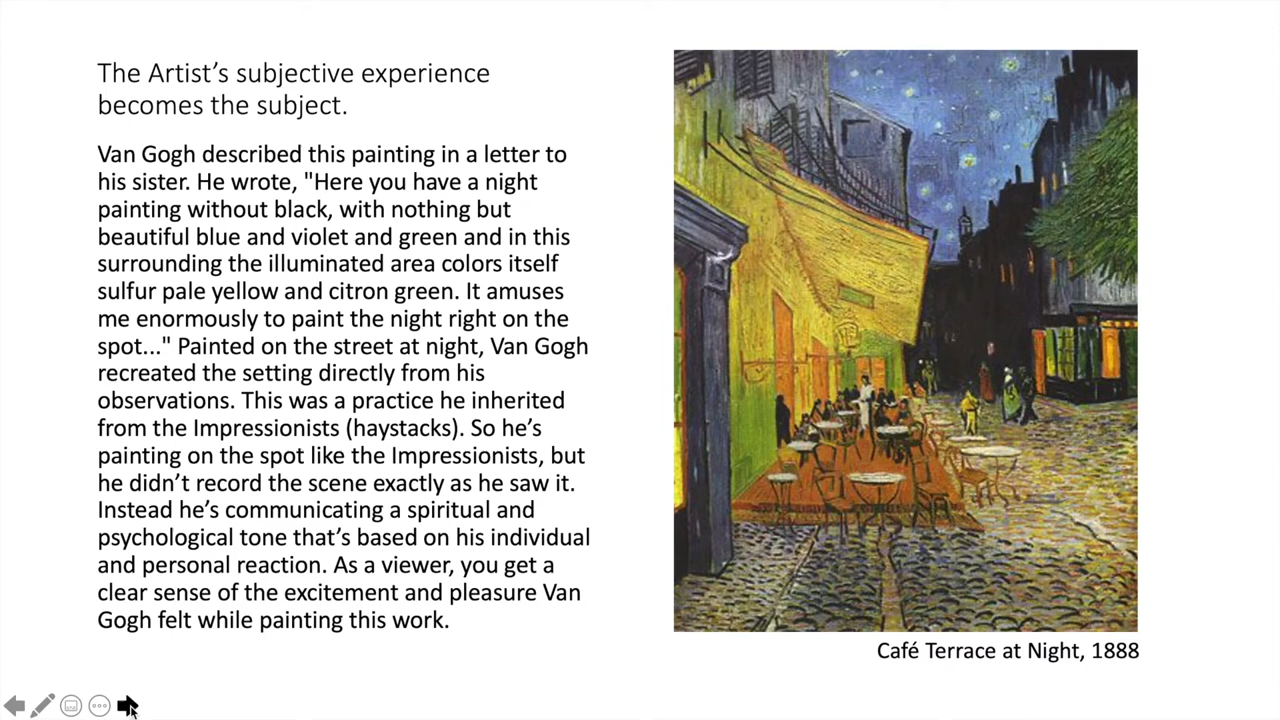 The Artist’s subjective experience
becomes the subject.
Van Gogh described this painting in a letter to
his sister. He wrote, "Here you have a night
painting without black, with nothing but
beautiful blue and violet and green and in this
surrounding the illuminated area colors itself
sulfur pale yellow and citron green. It amuses
me enormously to paint the night right on the
spot..." Painted on the street at night, Van Gogh
recreated the setting directly from his
observations. This was a practice he inherited
from the Impressionists (haystacks). So he’s
painting on the spot like the Impressionists, but
he didn’t record the scene exactly as he saw it.
Instead he’s communicating a spiritual and
psychological tone that’s based on his individual
and personal reaction. As a viewer, you get a
clear sense of the excitement and pleasure Van
Gogh felt while painting this work.
Café Terrace at Night, 1888